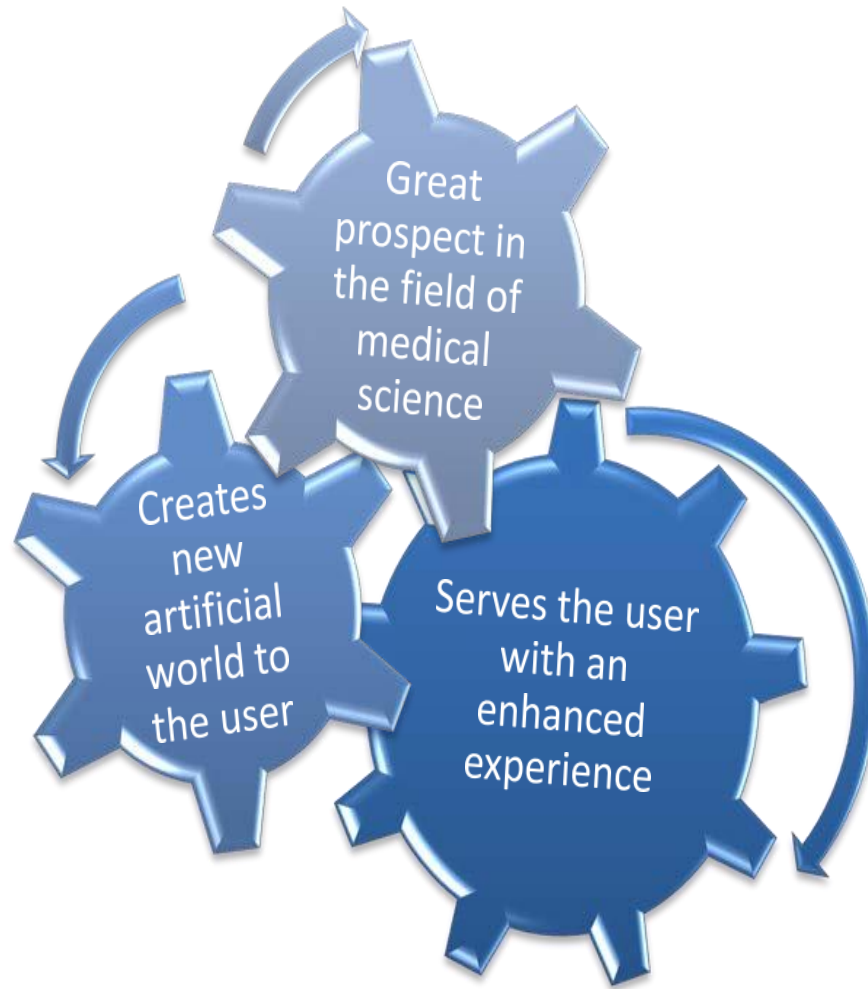 Great
prospect in
the field of
medical
science
Creates
new
artificial
world to
the user
Serves the user
with an
enhanced
experience